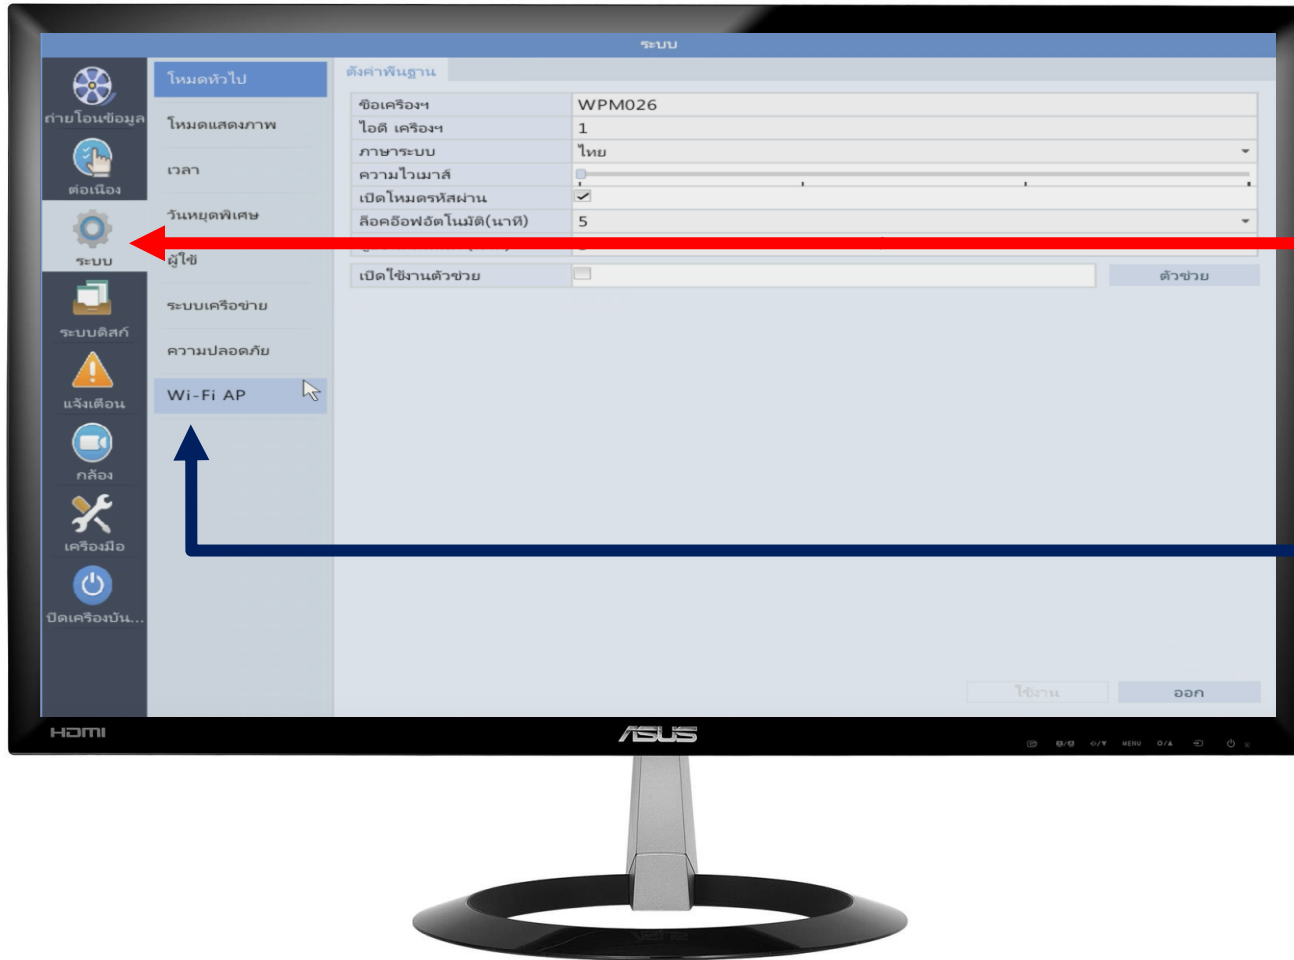 ระบบ
ถ่ายโอนข้อมูล
ต่อเนื่อง
ระบบ
ระบบดิสก์
แจ้งเตือน
กล้อง
เครื่องมือ
ปิดเครื่องบัน...
โหมดทั่วไป
โหมดแสดงภาพ
เวลา
วันหยุดพิเศษ
ผู้ใช้
ระบบเครือข่าย
ความปลอดภัย
Wi-Fi AP
ตั้งค่าพื้นฐาน
ชื่อเครื่องฯ WPM026
ไอดี เครื่องฯ 1
ภาษาระบบ ไทย
ความไวเมาส์
เปิดโหมดรหัสผ่าน
ล็อคอ๊อฟอัตโนมัติ(นาที) 5
เปิดใช้งานตัวช่วย ตัวช่วย
ใช้งาน ออก
HDMI
ASUS
MENU